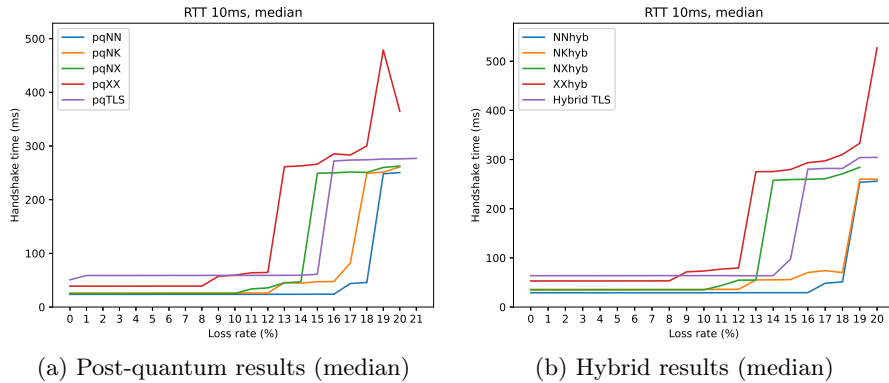 RTT 10ms, median
500
400
300
200
100
0
Handshake time (ms)
pqNN
pqNK
pqNX
pqXX
pqTLS
0 1 2 3 4 5 6 7 8 9 10 11 12 13 14 15 16 17 18 19 20 21
Loss rate (%)
(a) Post-quantum results (median)
RTT 10ms, median
500
400
300
200
100
0
Handshake time (ms)
NNhyb
NKhyb
NXhyb
XXhyb
Hybrid TLS
0 1 2 3 4 5 6 7 8 9 10 11 12 13 14 15 16 17 18 19 20
Loss rate (%)
(b) Hybrid results (median)